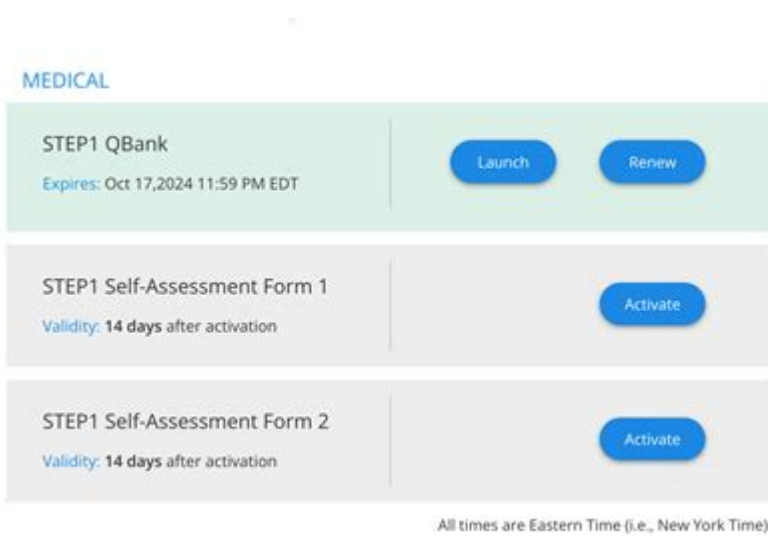 MEDICAL
STEP1 QBank
Expires: Oct 17,2024 11:59 PM EDT
Launch
Renew
STEP1 Self-Assessment Form 1
Validity: 14 days after activation
Activate
STEP1 Self-Assessment Form 2
Validity: 14 days after activation
Activate
All times are Eastern Time (i.e., New York Time)